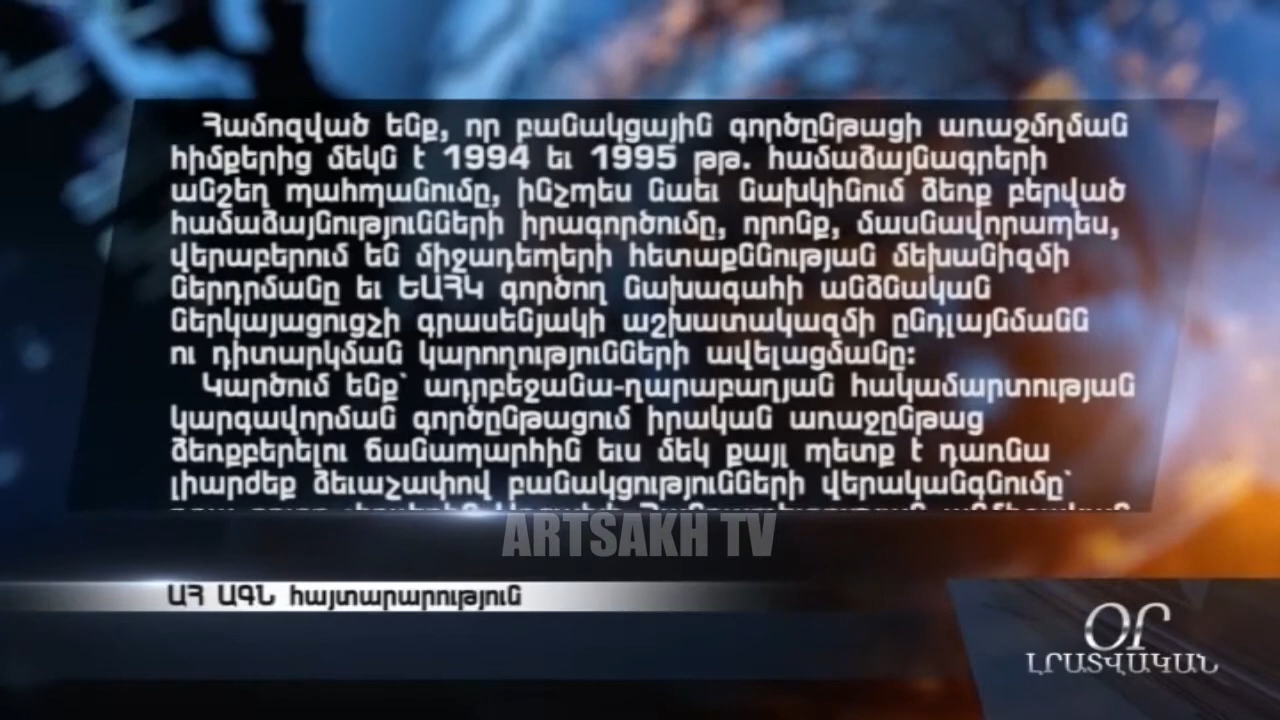 Համոզված ենք, որ բանակցային գործընթացի առաջմղման
հիմքերից մեկն է 1994 եւ 1995 թթ. համաձայնագրերի
անշեղ պահպանումը, ինչպես նաեւ նախկինում ձեռք բերված
համաձայնությունների իրագործումը, որոնք, մասնավորապես,
վերաբերում են միջադեպերի հետաքննության մեխանիզմի
ներդրմանը եւ ԵԱՀԿ գործող նախագահի անձնական
ներկայացուցչի գրասենյակի աշխատակազմի ընդլայնմանն
ու դիտարկման կարողությունների ավելացմանը:
Կարծում ենք՝ ադրբեջանա-ղարաբաղյան հակամարտության
կարգավորման գործընթացում իրական առաջընթաց
ձեռքբերելու ճանապարհին եւս մեկ քայլ պետք է դառնա
լիարժեք ձեւաչափով բանակցությունների վերականգնումը՝
ARTSAKH TV
ԱՀ ԱԳՆ հայտարարություն
ՕՐ
ԼՐԱՏՎԱԿԱՆ